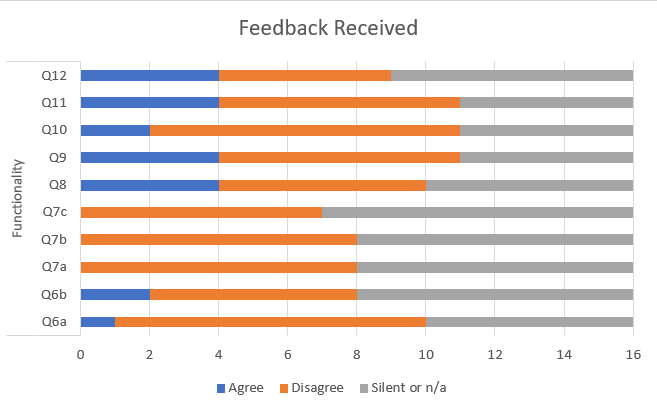 Feedback Received
Functionality
Q12
Q11
Q10
Q9
Q8
Q7c
Q7b
Q7a
Q6b
Q6a
0 2 4 6 8 10 12 14 16
Agree Disagree Silent or n/a